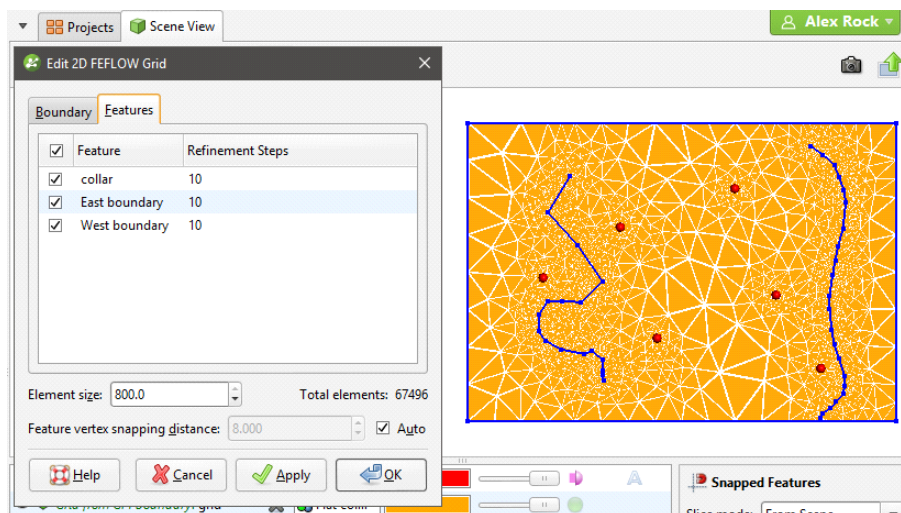 Projects Scene View
Alex Rock
Edit 2D FEFLOW Grid
Boundary Features
Feature Refinement Steps
collar 10
East boundary 10
West boundary 10
Element size: 800.0 Total elements: 67496
Feature vertex snapping distance: 8.000 Auto
Help Cancel Apply OK
Snapped Features